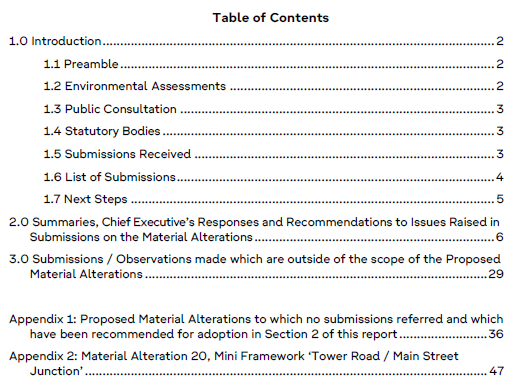 Table of Contents
1.0 Introduction 2
1.1 Preamble 2
1.2 Environmental Assessments 2
1.3 Public Consultation 3
1.4 Statutory Bodies 3
1.5 Submissions Received 3
1.6 List of Submissions 4
1.7 Next Steps 5
2.0 Summaries, Chief Executive's Responses and Recommendations to Issues Raised in
Submissions on the Material Alterations 6
3.0 Submissions / Observations made which are outside of the scope of the Proposed
Material Alterations 29
Appendix 1: Proposed Material Alterations to which no submissions referred and which
have been recommended for adoption in Section 2 of this report 36
Appendix 2: Material Alteration 20, Mini Framework ‘Tower Road / Main Street
Junction’ 47